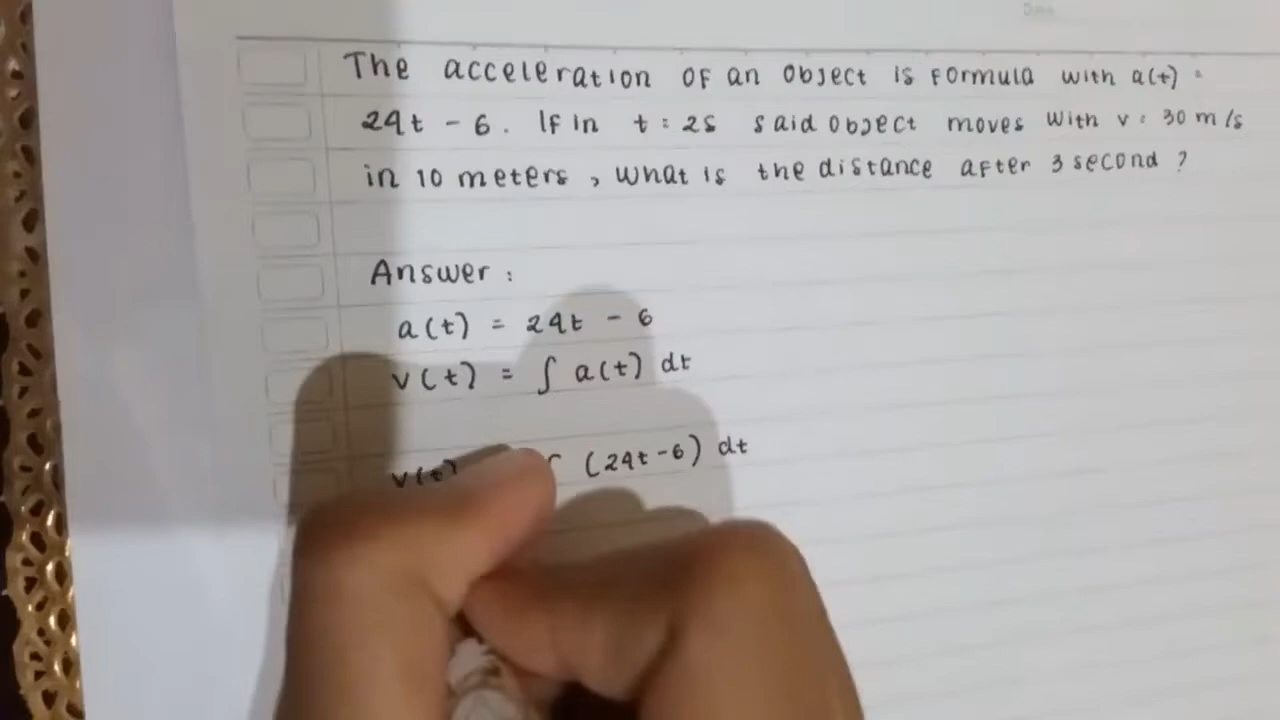 The acceleration of an object is formula with a(t) =
24t - 6. If in t = 2s said object moves with v = 30 m/s
in 10 meters, what is the distance after 3 second ?
Answer :
a(t) = 24t - 6
v(t) = ∫ a(t) dt
v(t) (24t-6) dt